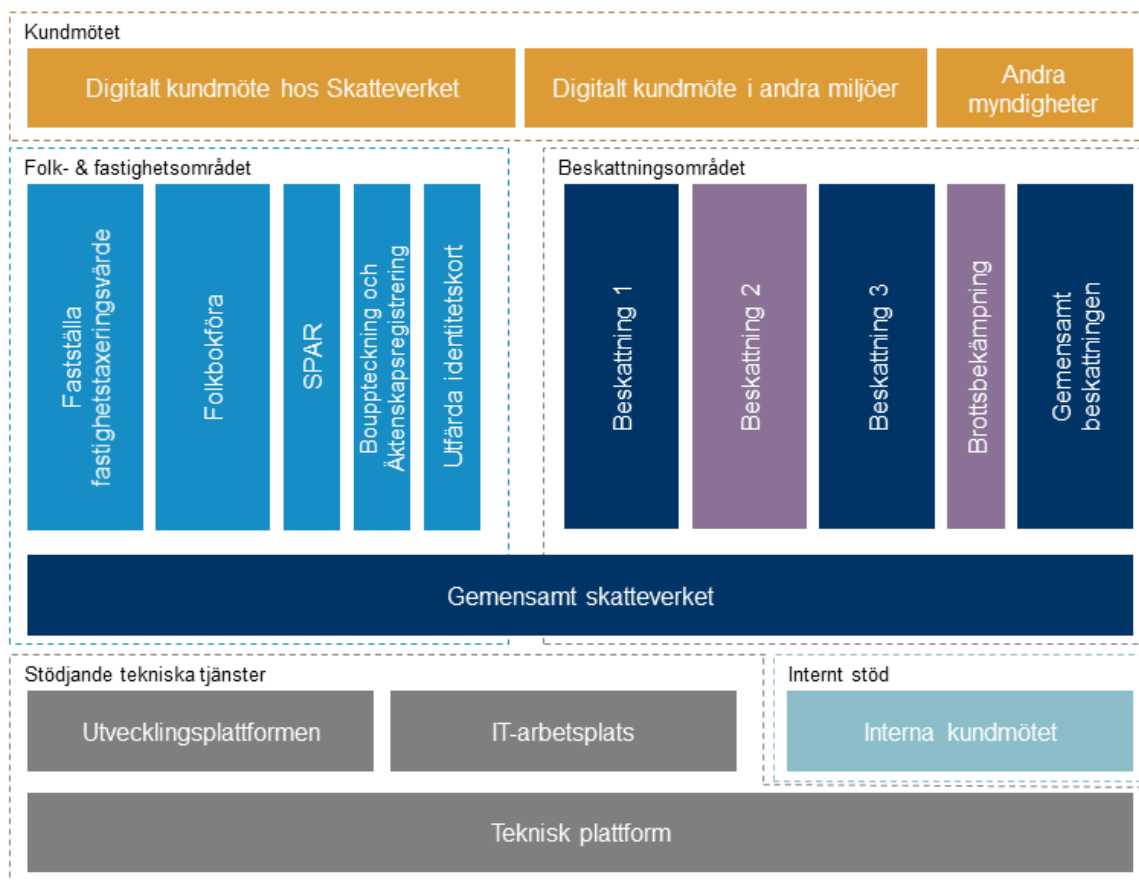 Kundmötet
Digitalt kundmöte hos Skatteverket
Digitalt kundmöte i andra miljöer
Andra
myndigheter
Folk- & fastighetsområdet
Fastställa
fastighetstaxeringsvärde
Folkbokföra
SPAR
Bouppteckning och
Äktenskapsregistrering
Utfärda identitetskort
Beskattningsområdet
Beskattning 1
Beskattning 2
Beskattning 3
Brottsbekämpning
Gemensamt
beskattningen
Gemensamt skatteverket
Stödjande tekniska tjänster
Utvecklingsplattformen
IT-arbetsplats
Internt stöd
Interna kundmötet
Teknisk plattform